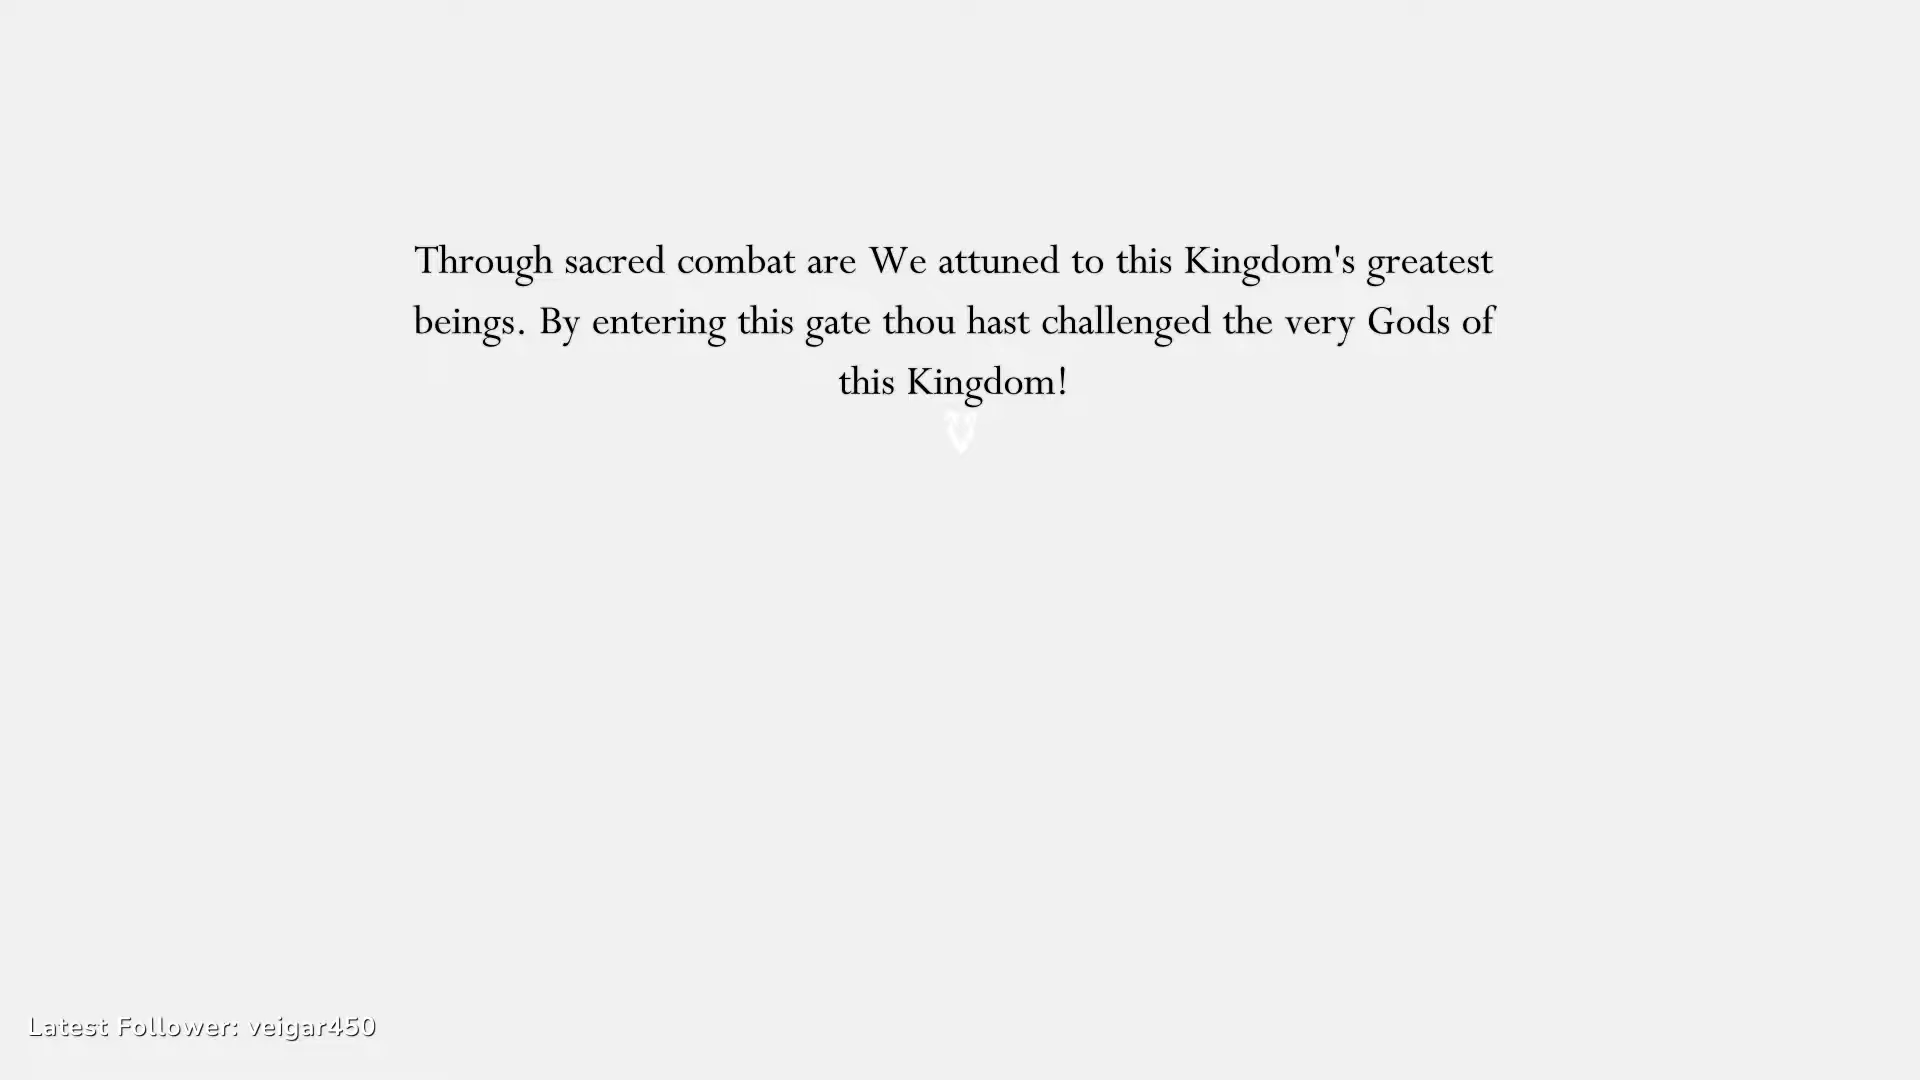 Through sacred combat are We attuned to this Kingdom's greatest
beings. By entering this gate thou hast challenged the very Gods of
this Kingdom!
Latest Follower: veigar450